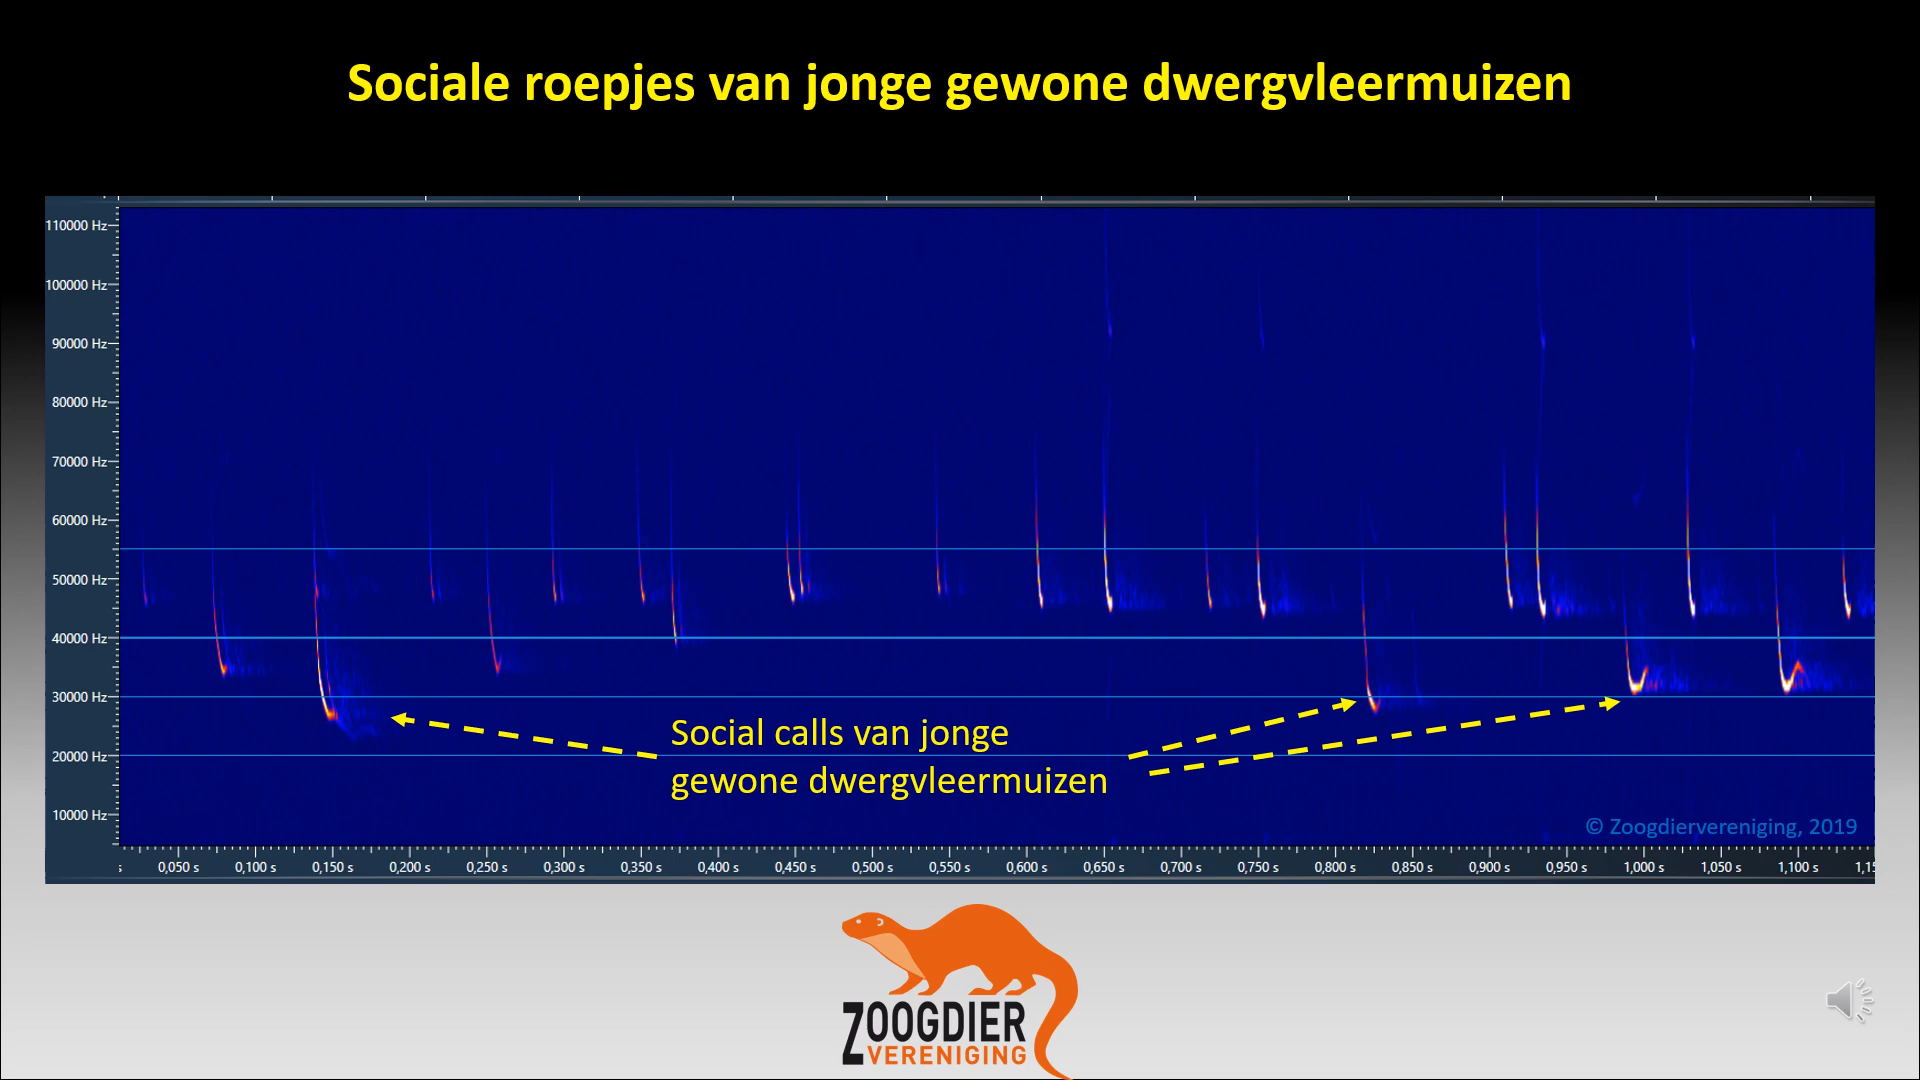 Sociale roepjes van jonge gewone dwergvleermuizen
110000 Hz
100000 Hz
90000 Hz
80000 Hz
70000 Hz
60000 Hz
50000 Hz
40000 Hz
30000 Hz
20000 Hz
10000 Hz
Social calls van jonge
gewone dwergvleermuizen
© Zoogdiervereniging, 2019
s 0,050 s 0,100 s 0,150 s 0,200 s 0,250 s 0,300 s 0,350 s 0,400 s 0,450 s 0,500 s 0,550 s 0,600 s 0,650 s 0,700 s 0,750 s 0,800 s 0,850 s 0,900 s 0,950 s 1,000 s 1,050 s 1,100 s 1,15
ZOOGDIER
VERENIGING